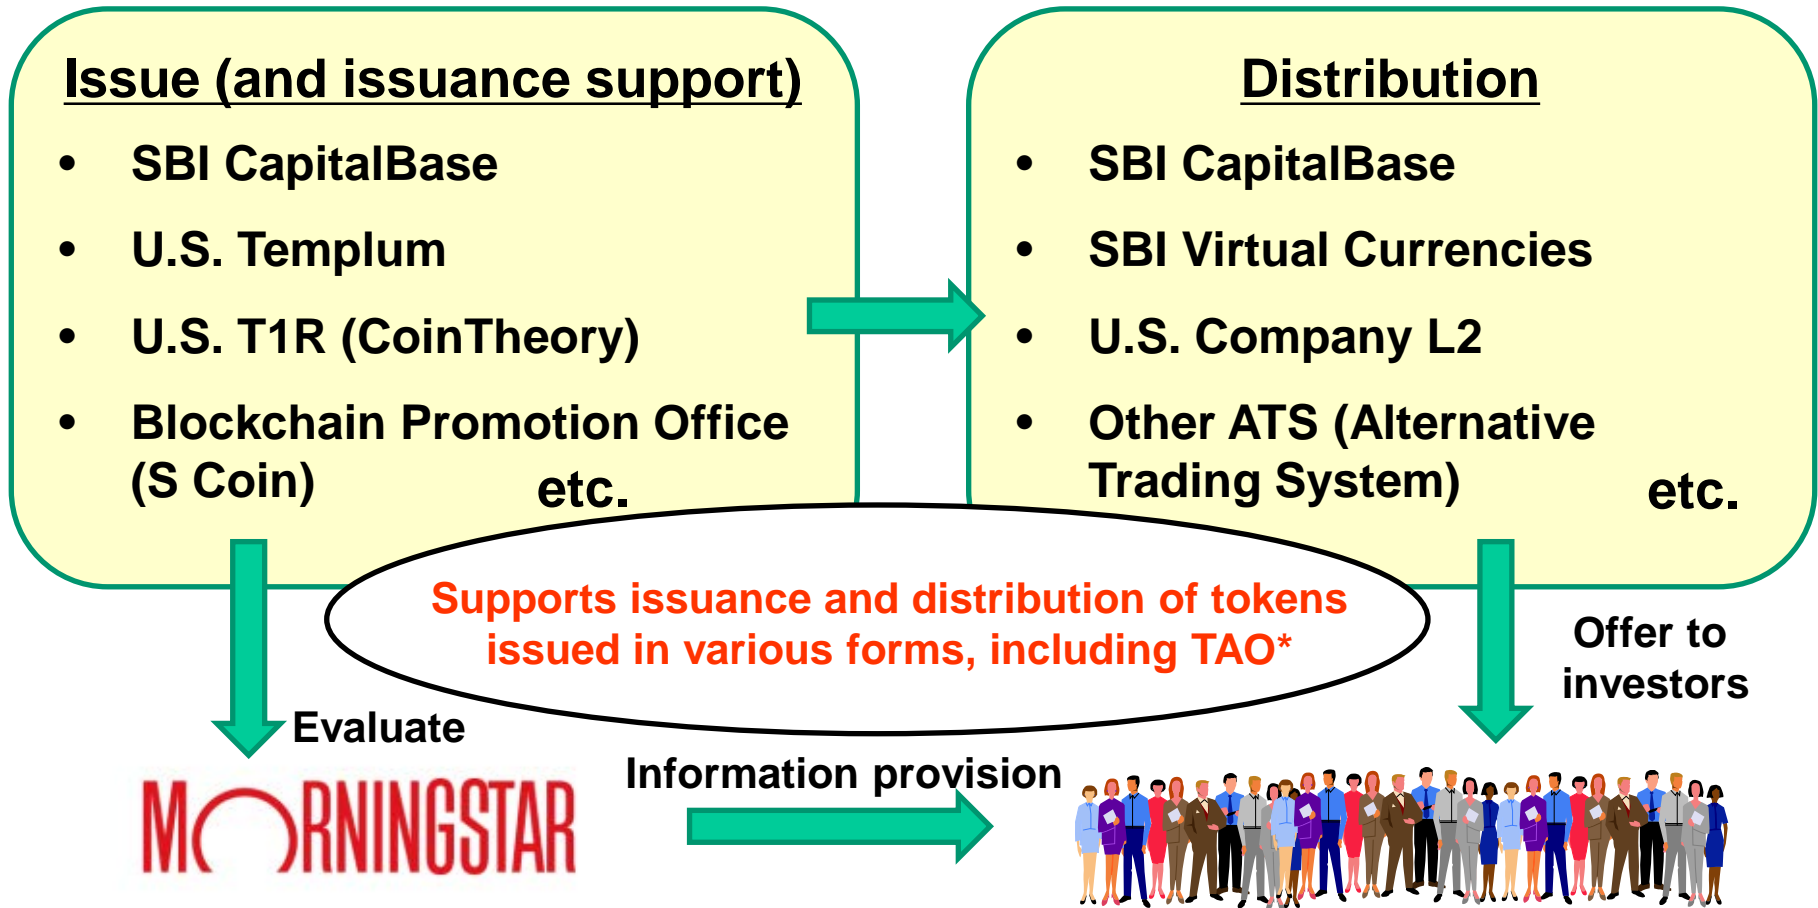 Issue (and issuance support)
• SBI CapitalBase
• U.S. Templum
• U.S. T1R (CoinTheory)
• Blockchain Promotion Office
(S Coin)
etc.
Distribution
• SBI CapitalBase
• SBI Virtual Currencies
• U.S. Company L2
• Other ATS (Alternative
Trading System)
etc.
Supports issuance and distribution of tokens
issued in various forms, including TAO*
Offer to
investors
Evaluate
MORNINGSTAR
Information provision